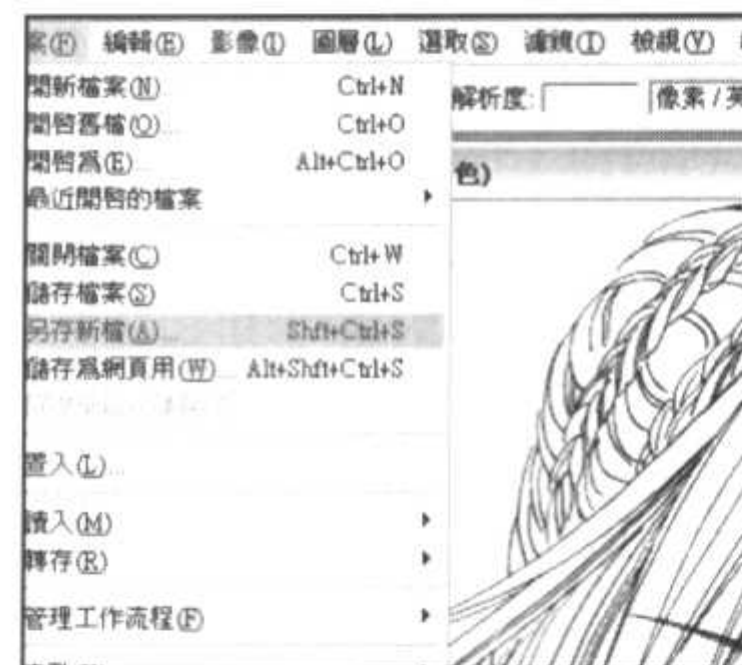 案(F) 編輯(E) 影像(I) 圖層(L) 選取(S) 濾鏡(T) 檢視(V)
開新檔案(N)... Ctrl+N
開啓舊檔(O)... Ctrl+O
開啓爲(E)... Alt+Ctrl+O
最近開啓的檔案
關閉檔案(C) Ctrl+W
儲存檔案(S) Ctrl+S
另存新檔(A)... Shft+Ctrl+S
儲存爲網頁用(W)... Alt+Shft+Ctrl+S
置入(L)...
讀入(M)
轉存(R)
管理工作流程(F)
解析度: 像素 / 英
色)